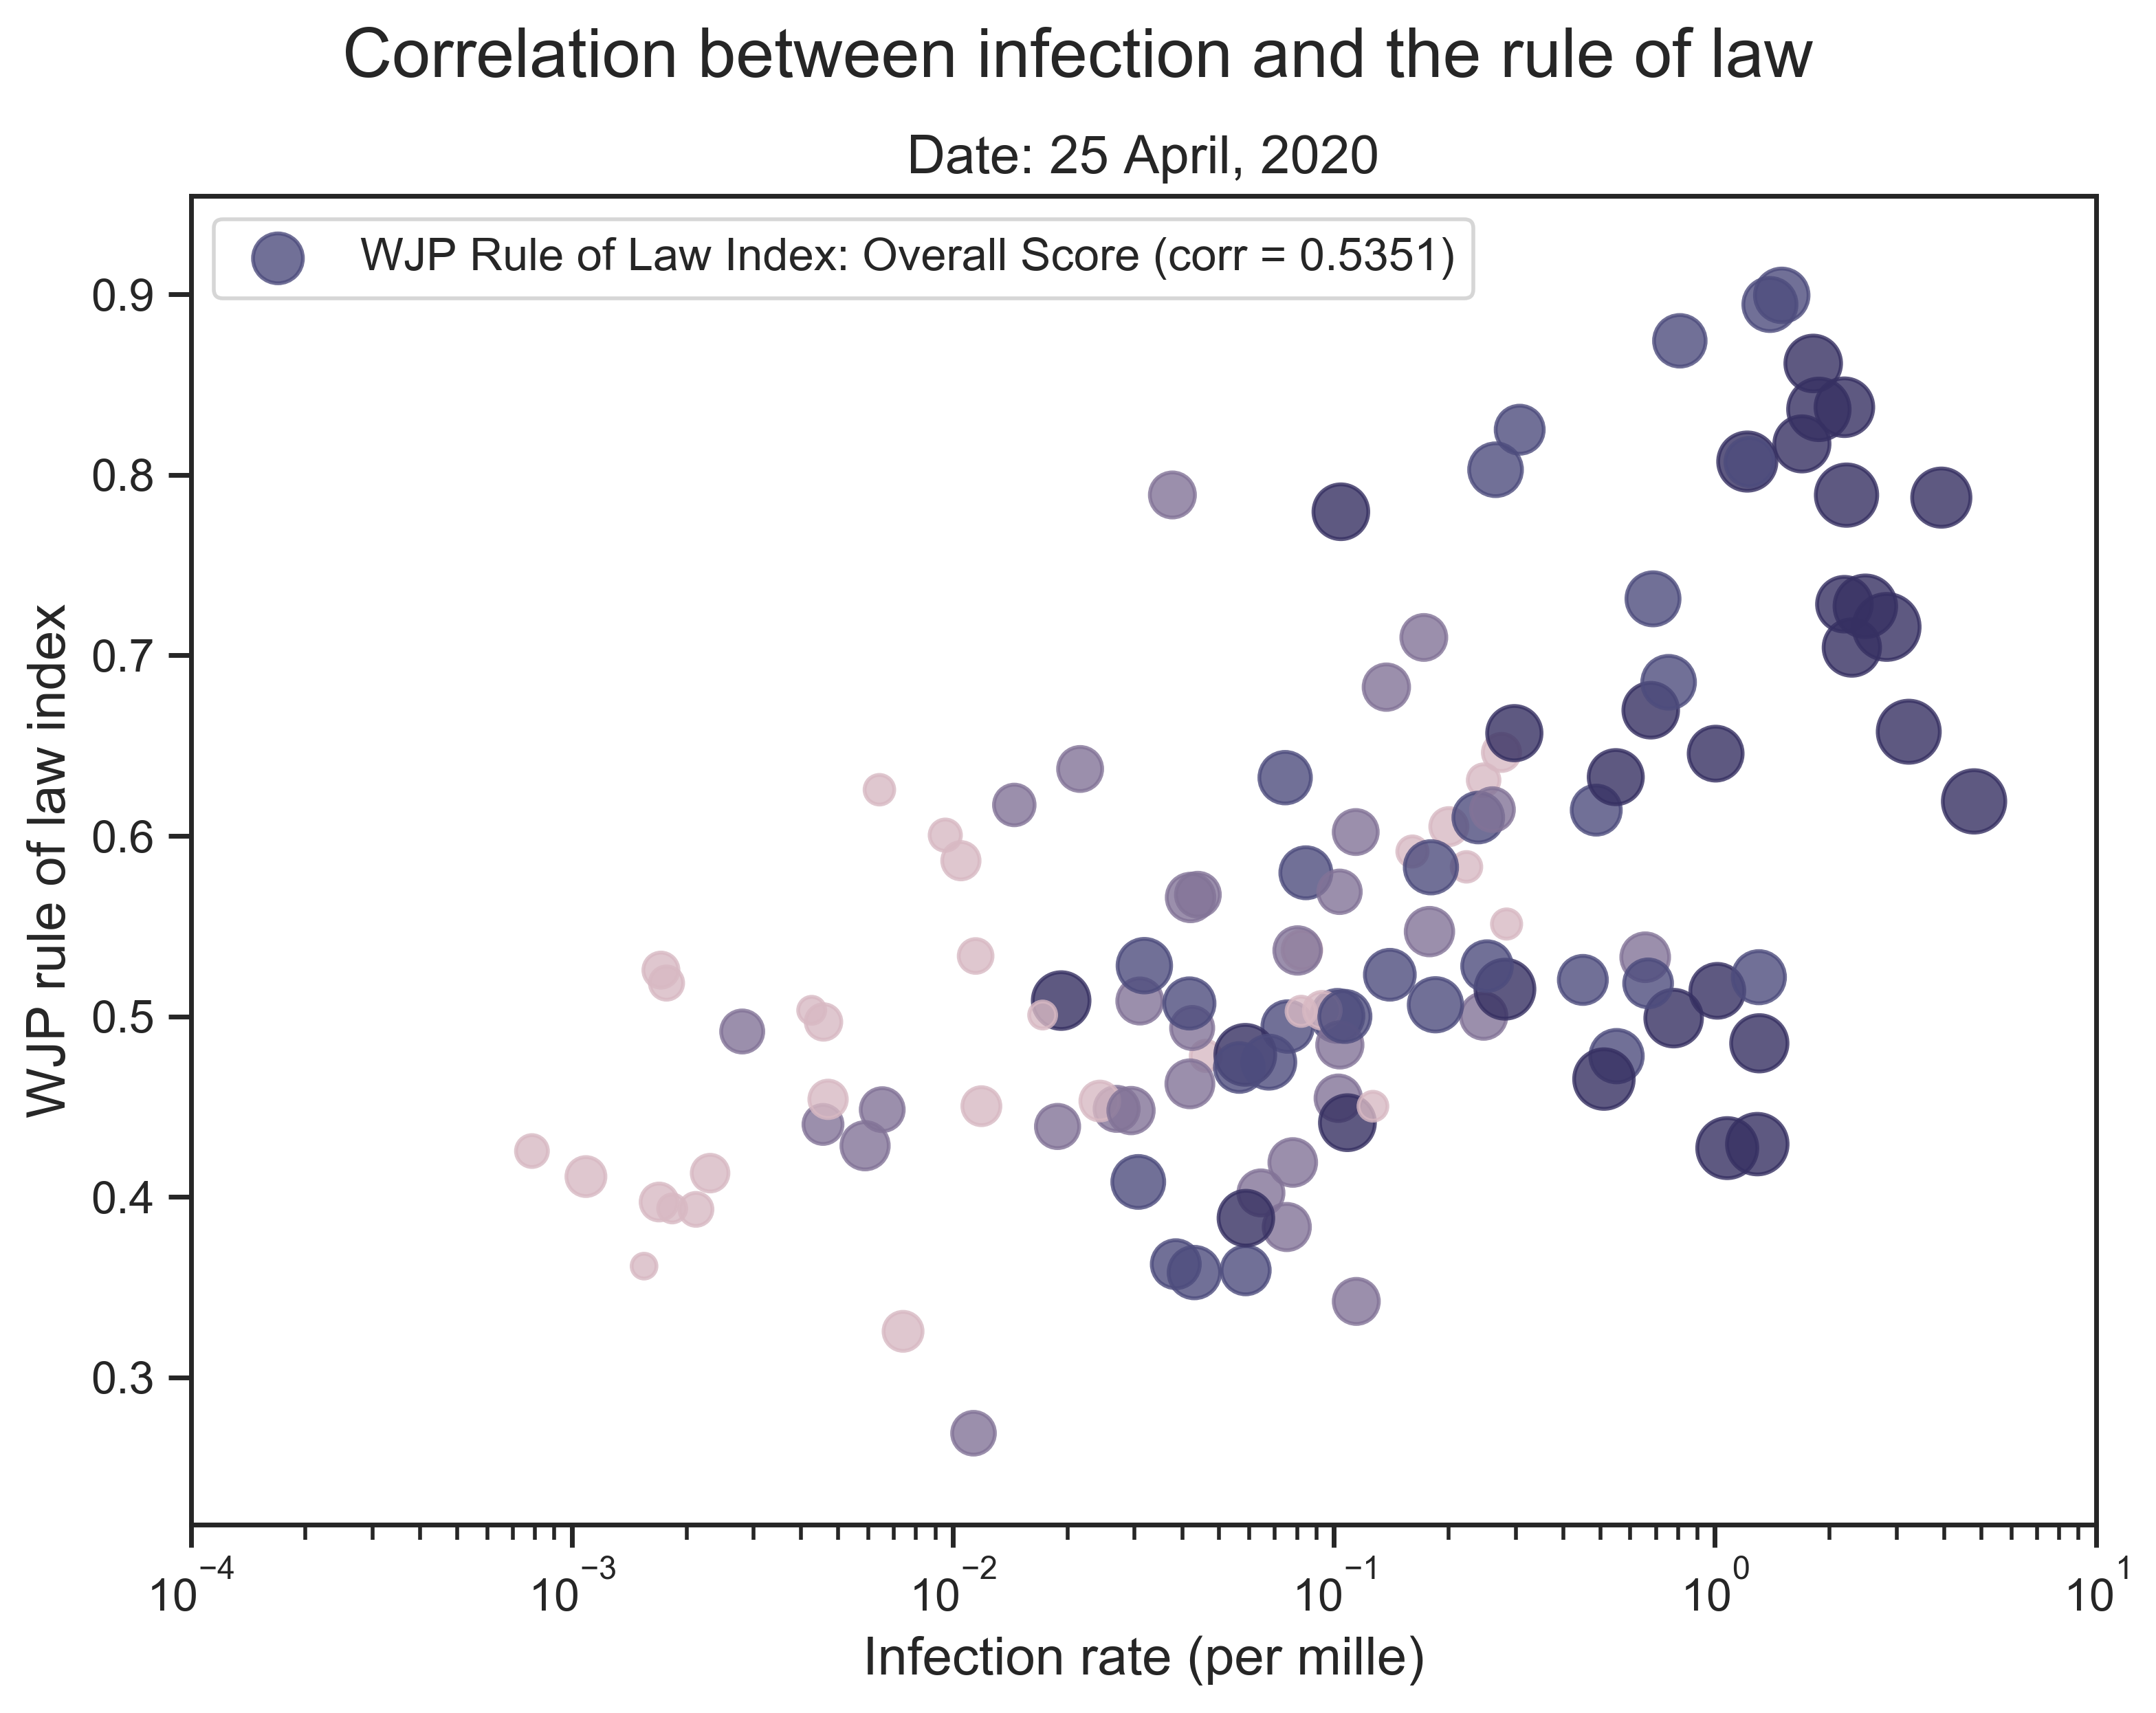 Correlation between infection and the rule of law
Date: 25 April, 2020
WJP Rule of Law Index: Overall Score (corr = 0.5351)
WJP rule of law index
0.9
0.8
0.7
0.6
0.5
0.4
0.3
10⁻⁴ 10⁻³ 10⁻² 10⁻¹ 10⁰ 10¹
Infection rate (per mille)